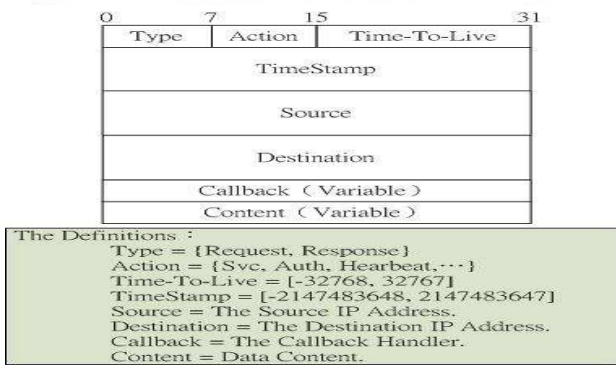 0 7 15 31
Type Action Time-To-Live
TimeStamp
Source
Destination
Callback ( Variable )
Content ( Variable )
The Definitions :
Type = {Request, Response}
Action = {Svc, Auth, Hearbeat,···}
Time-To-Live = [-32768, 32767]
TimeStamp = [-2147483648, 2147483647]
Source = The Source IP Address.
Destination = The Destination IP Address.
Callback = The Callback Handler.
Content = Data Content.